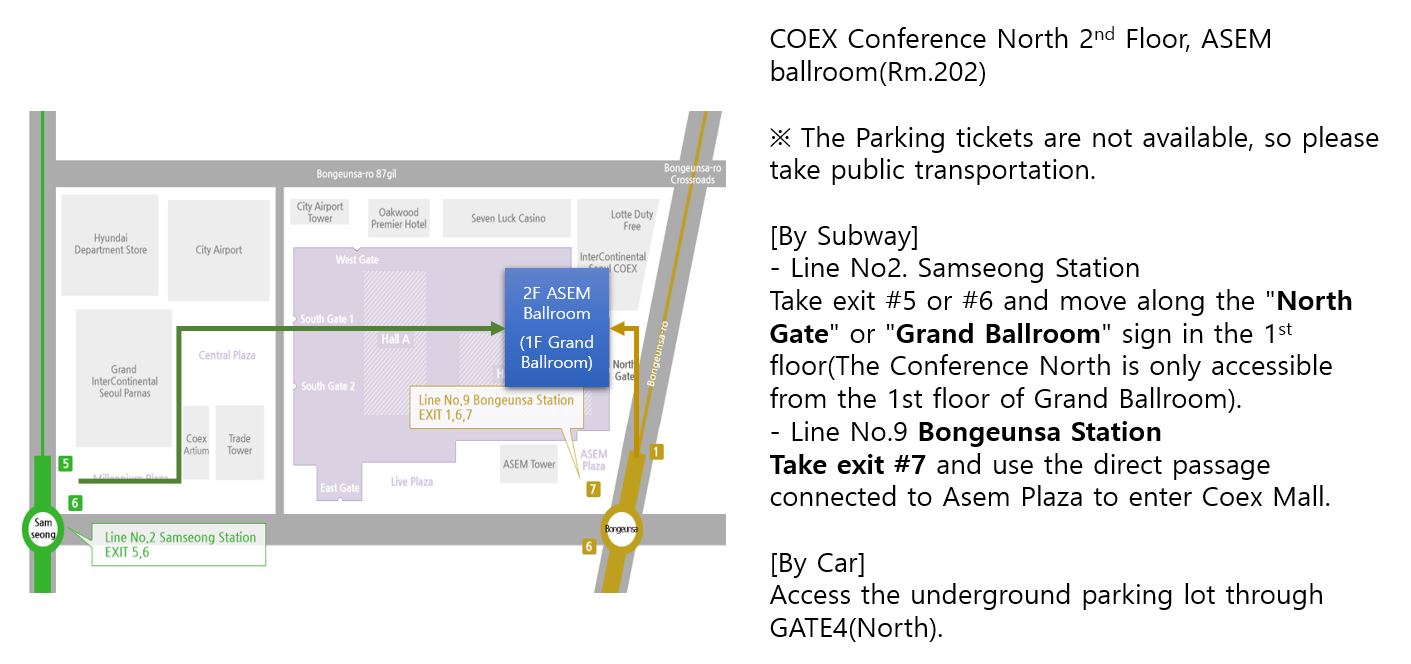 COEX Conference North 2nd Floor, ASEM
ballroom(Rm.202)
※ The Parking tickets are not available, so please
take public transportation.
[By Subway]
- Line No2. Samseong Station
Take exit #5 or #6 and move along the "North
Gate" or "Grand Ballroom" sign in the 1st
floor(The Conference North is only accessible
from the 1st floor of Grand Ballroom).
- Line No.9 Bongeunsa Station
Take exit #7 and use the direct passage
connected to Asem Plaza to enter Coex Mall.
[By Car]
Access the underground parking lot through
GATE4(North).
Bongeunsa-ro 87gil
Bongeunsa-ro
Crossroads
Hyundai
Department Store
City Airport
City Airport
Tower
Oakwood
Premier Hotel
Seven Luck Casino
Lotte Duty
Free
InterContinental
Seoul COEX
West Gate
2F ASEM
Ballroom
(1F Grand
Ballroom)
South Gate 1
Hall A
Central Plaza
Grand
InterContinental
Seoul Parnas
South Gate 2
North
Gate
Bongeunsa-ro
Line No,9 Bongeunsa Station
EXIT 1,6,7
Coex
Artium
Trade
Tower
ASEM Tower
ASEM
Plaza
1
5
Millennium Plaza
Live Plaza
East Gate
7
6
Sam
seong
Line No,2 Samseong Station
EXIT 5,6
Bongeunsa
6